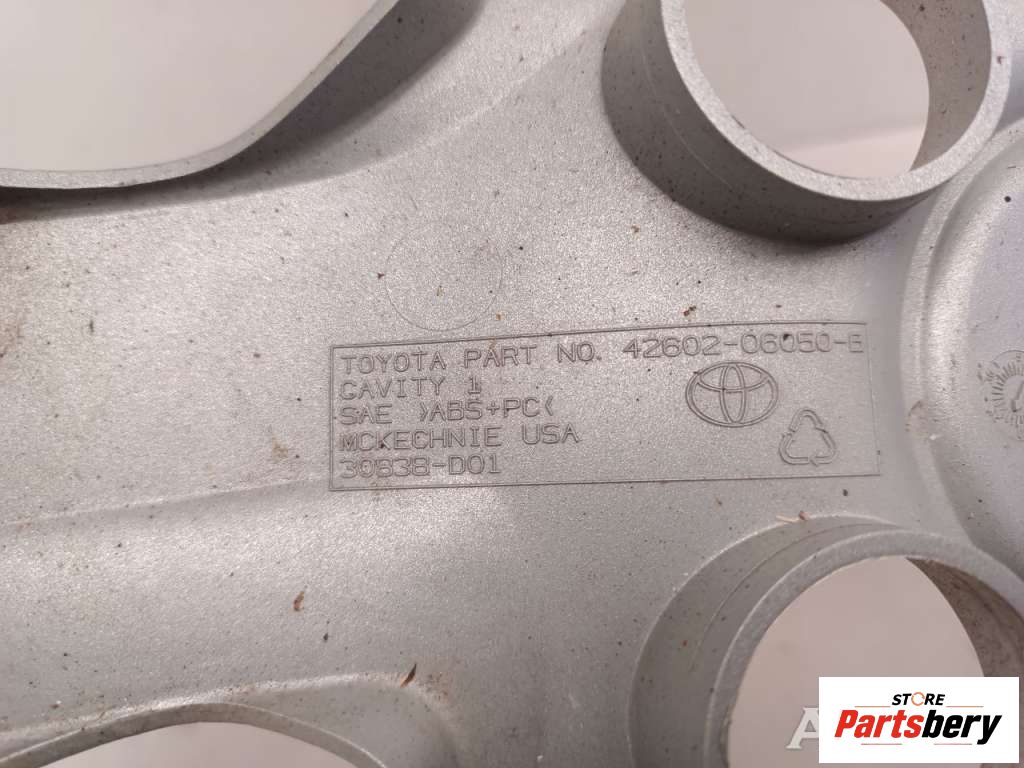 TOYOTA PART NO. 42602-06050-E
CAVITY 1
SAE >ABS+PC<
MCKECHNIE USA
30838-D01
STORE
Partsbery